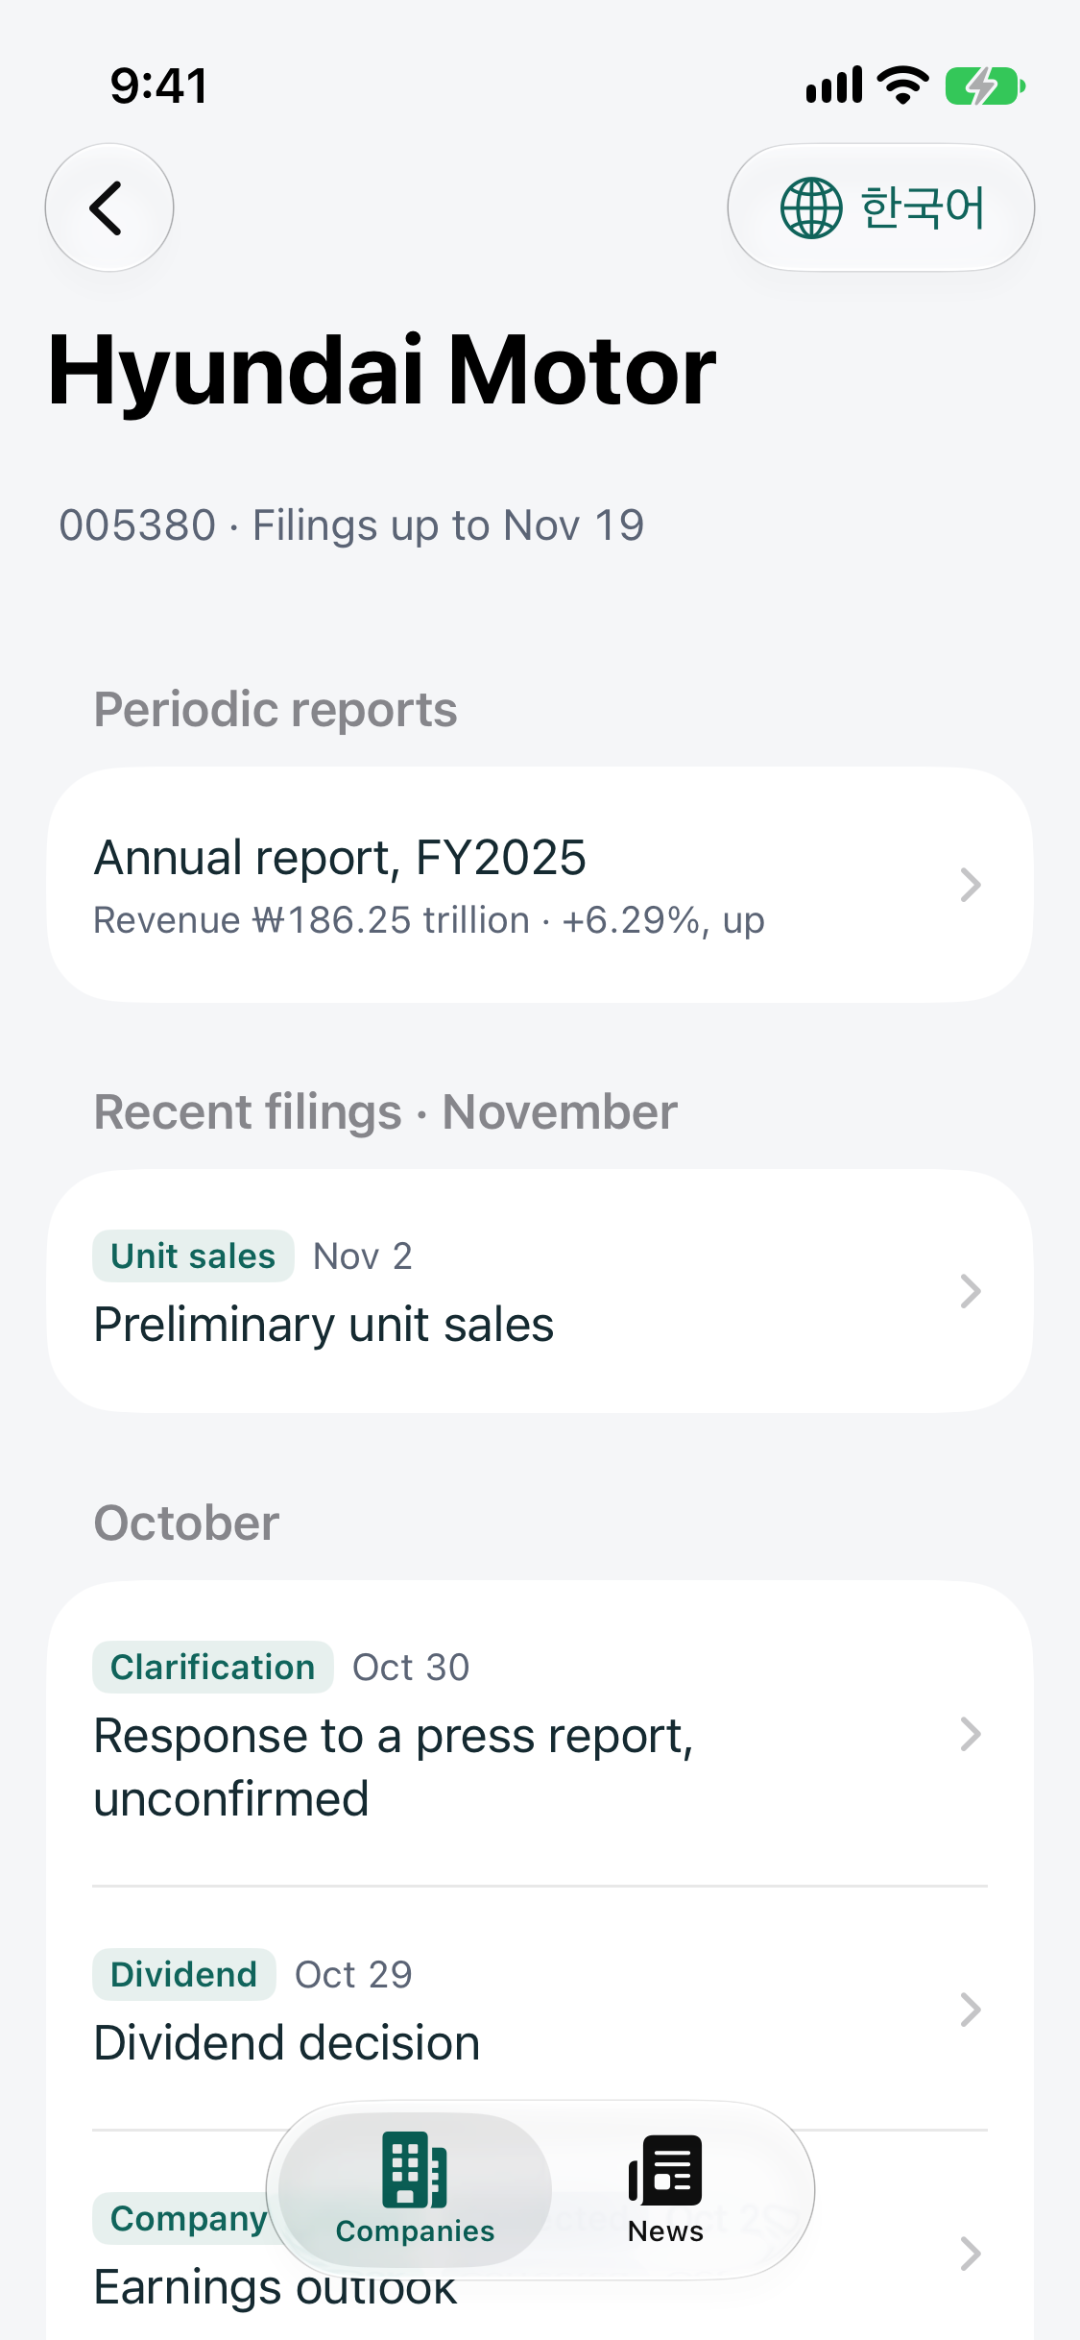 9:41
한국어
Hyundai Motor
005380 · Filings up to Nov 19
Periodic reports
Annual report, FY2025
Revenue ₩186.25 trillion · +6.29%, up
Recent filings · November
Unit sales Nov 2
Preliminary unit sales
October
Clarification Oct 30
Response to a press report,
unconfirmed
Dividend Oct 29
Dividend decision
Company
Earnings outlook
Companies
News